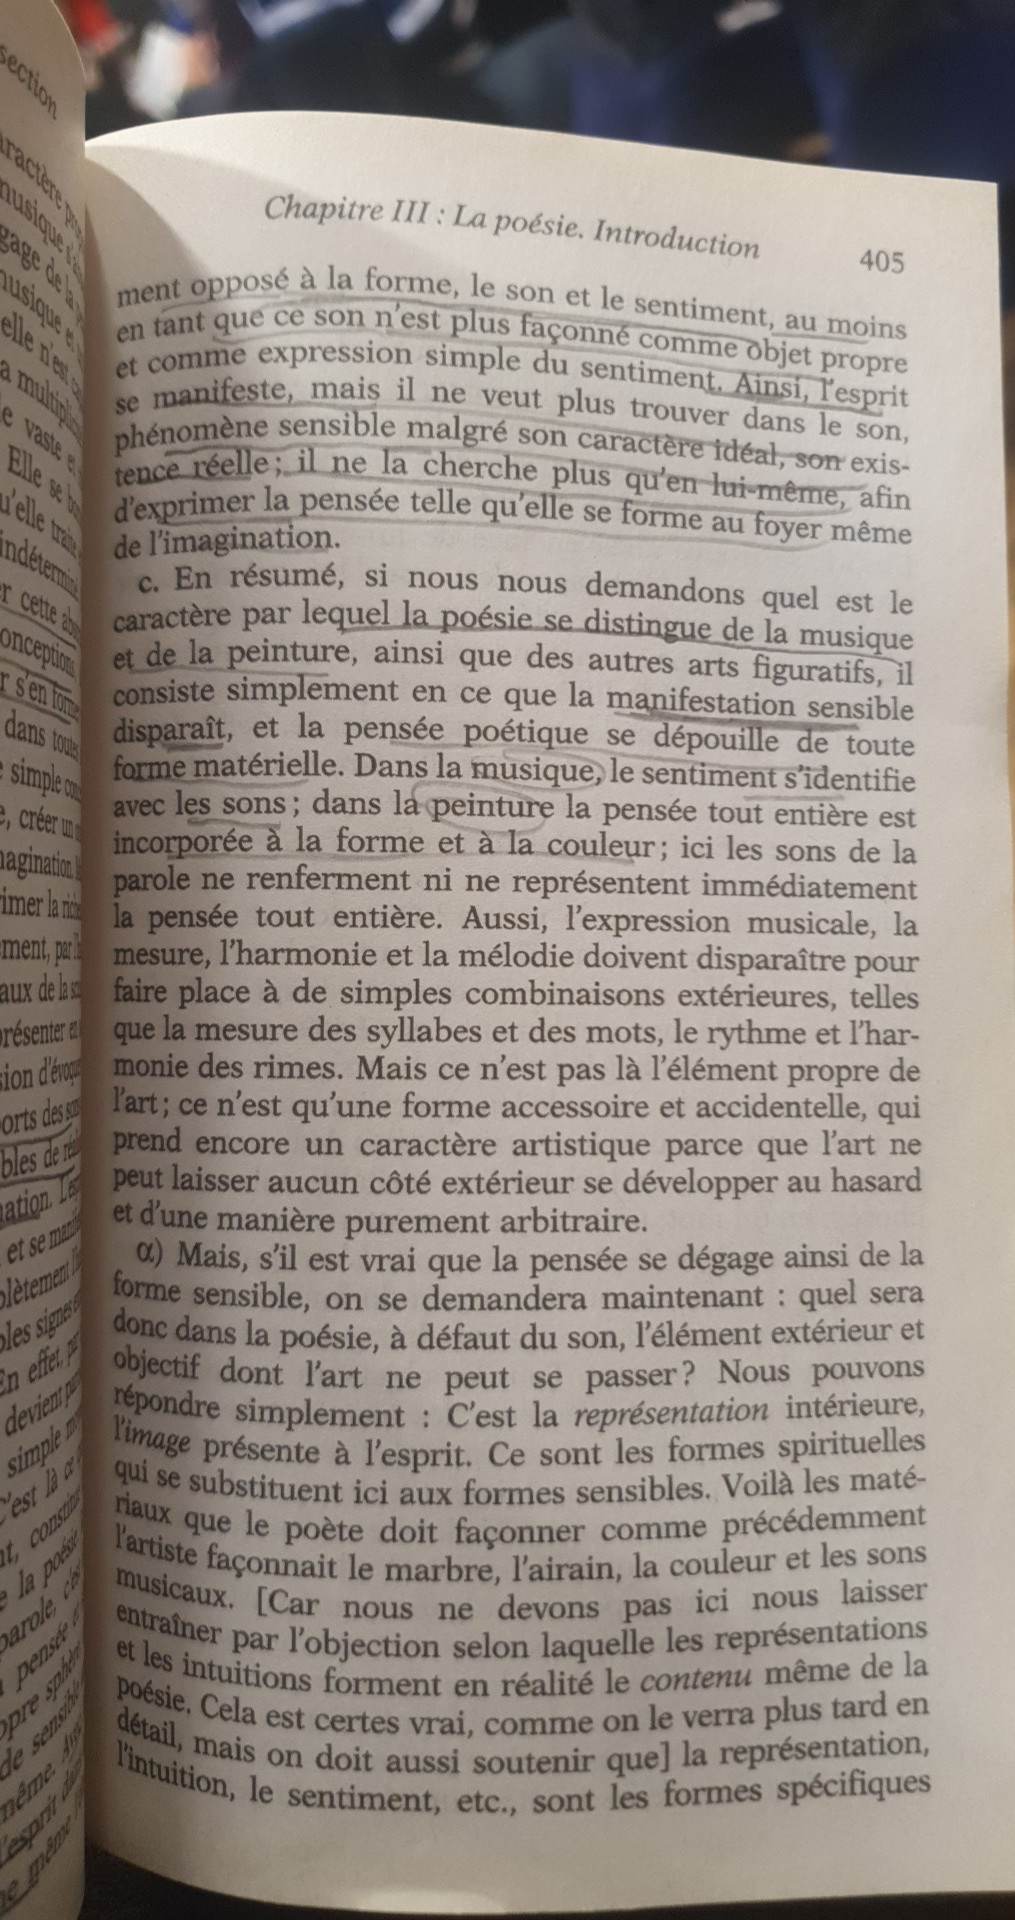 section
Chapitre III : La poésie. Introduction
405
ment opposé à la forme, le son et le sentiment, au moins
en tant que ce son n'est plus façonné comme objet propre
et comme expression simple du sentiment. Ainsi, l'esprit
se manifeste, mais il ne veut plus trouver dans le son,
phénomène sensible malgré son caractère idéal, son exis-
tence réelle ; il ne la cherche plus qu'en lui-même, afin
d'exprimer la pensée telle qu'elle se forme au foyer même
de l'imagination.
c. En résumé, si nous nous demandons quel est le
caractère par lequel la poésie se distingue de la musique
et de la peinture, ainsi que des autres arts figuratifs, il
consiste simplement en ce que la manifestation sensible
disparaît, et la pensée poétique se dépouille de toute
forme matérielle. Dans la musique, le sentiment s'identifie
avec les sons ; dans la peinture la pensée tout entière est
incorporée à la forme et à la couleur ; ici les sons de la
parole ne renferment ni ne représentent immédiatement
la pensée tout entière. Aussi, l'expression musicale, la
mesure, l'harmonie et la mélodie doivent disparaître pour
faire place à de simples combinaisons extérieures, telles
que la mesure des syllabes et des mots, le rythme et l'har-
monie des rimes. Mais ce n'est pas là l'élément propre de
l'art ; ce n'est qu'une forme accessoire et accidentelle, qui
prend encore un caractère artistique parce que l'art ne
peut laisser aucun côté extérieur se développer au hasard
et d'une manière purement arbitraire.
α) Mais, s'il est vrai que la pensée se dégage ainsi de la
forme sensible, on se demandera maintenant : quel sera
donc dans la poésie, à défaut du son, l'élément extérieur et
objectif dont l'art ne peut se passer ? Nous pouvons
répondre simplement : C'est la représentation intérieure,
l'image présente à l'esprit. Ce sont les formes spirituelles
qui se substituent ici aux formes sensibles. Voilà les maté-
riaux que le poète doit façonner comme précédemment
l'artiste façonnait le marbre, l'airain, la couleur et les sons
musicaux. [Car nous ne devons pas ici nous laisser
entraîner par l'objection selon laquelle les représentations
et les intuitions forment en réalité le contenu même de la
poésie. Cela est certes vrai, comme on le verra plus tard en
détail, mais on doit aussi soutenir que] la représentation,
l'intuition, le sentiment, etc., sont les formes spécifiques